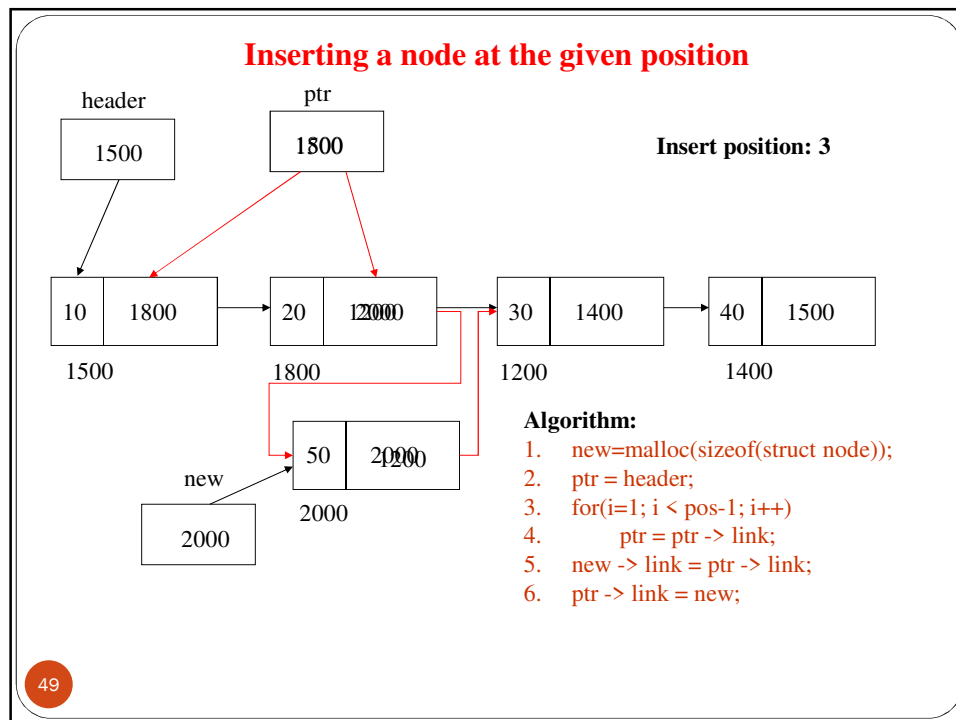 Inserting a node at the given position
header
ptr
1500
Insert position: 3
10 1800
20
30 1400
40 1500
1500
1800
1200
1400
50
new
2000
2000
Algorithm:
1. new=malloc(sizeof(struct node));
2. ptr = header;
3. for(i=1; i < pos-1; i++)
4. ptr = ptr -> link;
5. new -> link = ptr -> link;
6. ptr -> link = new;
49